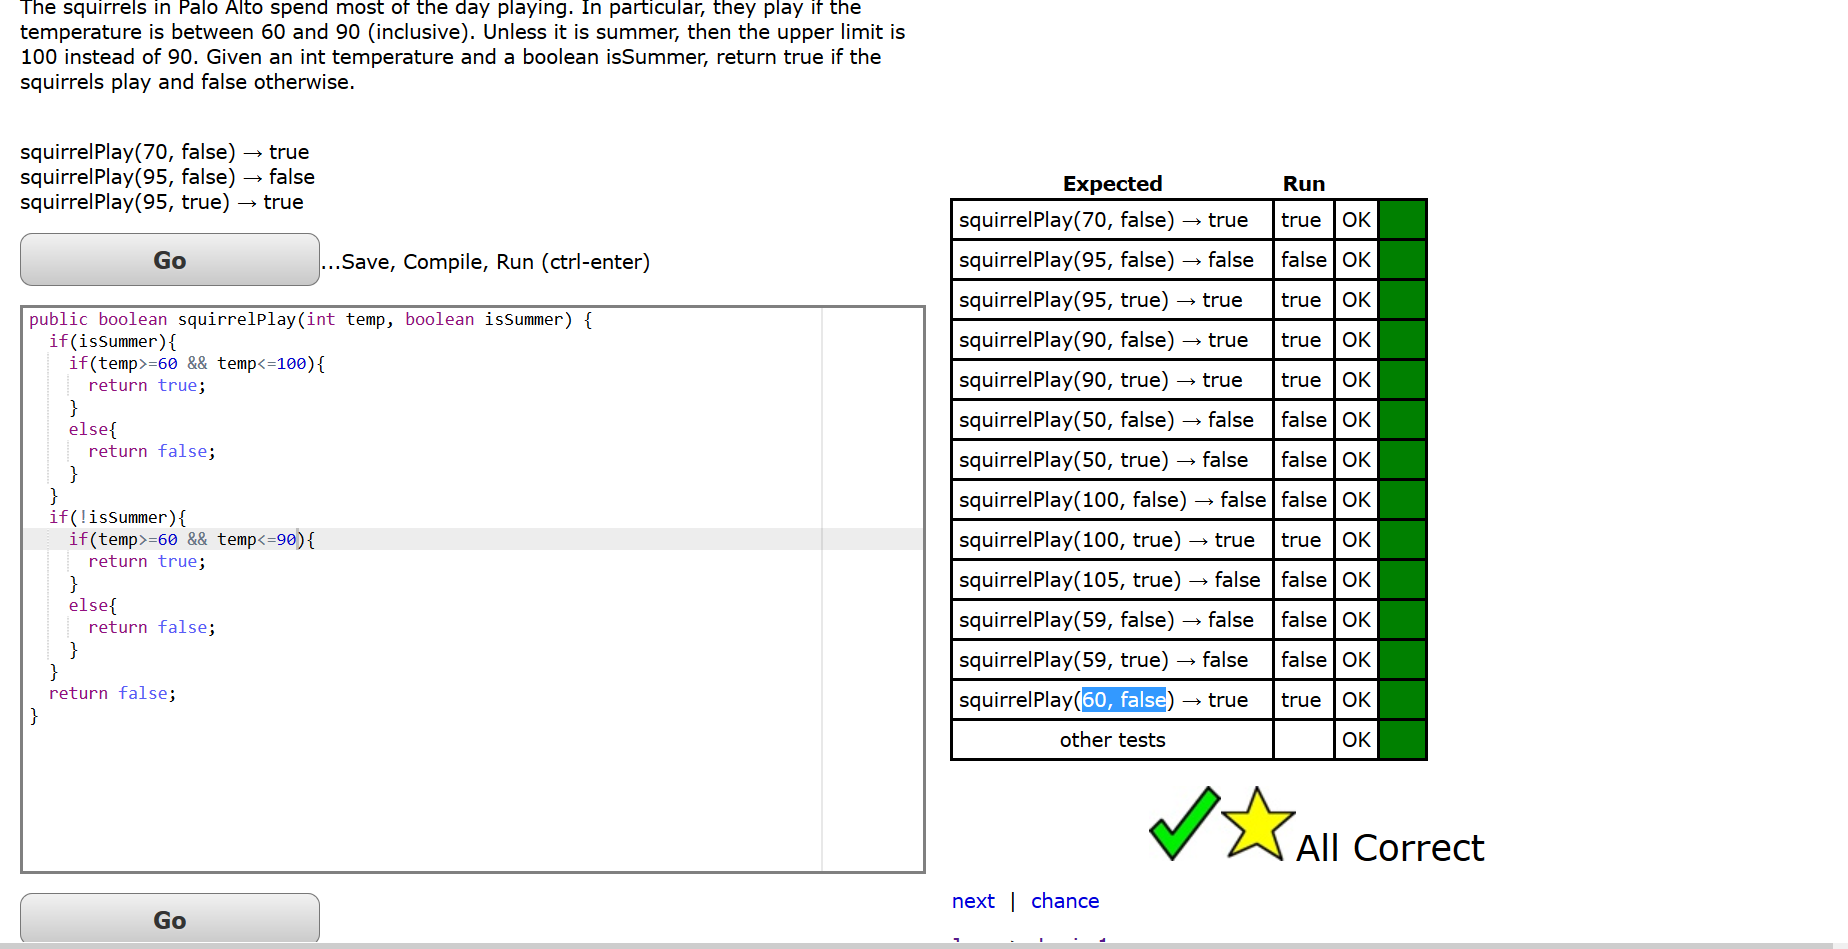 The squirrels in Palo Alto spend most of the day playing. In particular, they play if the
temperature is between 60 and 90 (inclusive). Unless it is summer, then the upper limit is
100 instead of 90. Given an int temperature and a boolean isSummer, return true if the
squirrels play and false otherwise.
squirrelPlay(70, false) → true
squirrelPlay(95, false) → false
squirrelPlay(95, true) → true
Go
...Save, Compile, Run (ctrl-enter)
public boolean squirrelPlay(int temp, boolean isSummer) {
  if(isSummer){
    if(temp>=60 && temp<=100){
      return true;
    }
    else{
      return false;
    }
  }
  if(!isSummer){
    if(temp>=60 && temp<=90){
      return true;
    }
    else{
      return false;
    }
  }
  return false;
}
Go
Expected Run
squirrelPlay(70, false) → true true OK
squirrelPlay(95, false) → false false OK
squirrelPlay(95, true) → true true OK
squirrelPlay(90, false) → true true OK
squirrelPlay(90, true) → true true OK
squirrelPlay(50, false) → false false OK
squirrelPlay(50, true) → false false OK
squirrelPlay(100, false) → false false OK
squirrelPlay(100, true) → true true OK
squirrelPlay(105, true) → false false OK
squirrelPlay(59, false) → false false OK
squirrelPlay(59, true) → false false OK
squirrelPlay(60, false) → true true OK
other tests OK
All Correct
next | chance